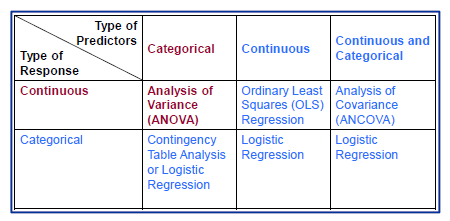 Type of
Predictors
Type of
Response
Categorical
Continuous
Continuous and
Categorical
Continuous
Analysis of
Variance
(ANOVA)
Ordinary Least
Squares (OLS)
Regression
Analysis of
Covariance
(ANCOVA)
Categorical
Contingency
Table Analysis
or Logistic
Regression
Logistic
Regression
Logistic
Regression